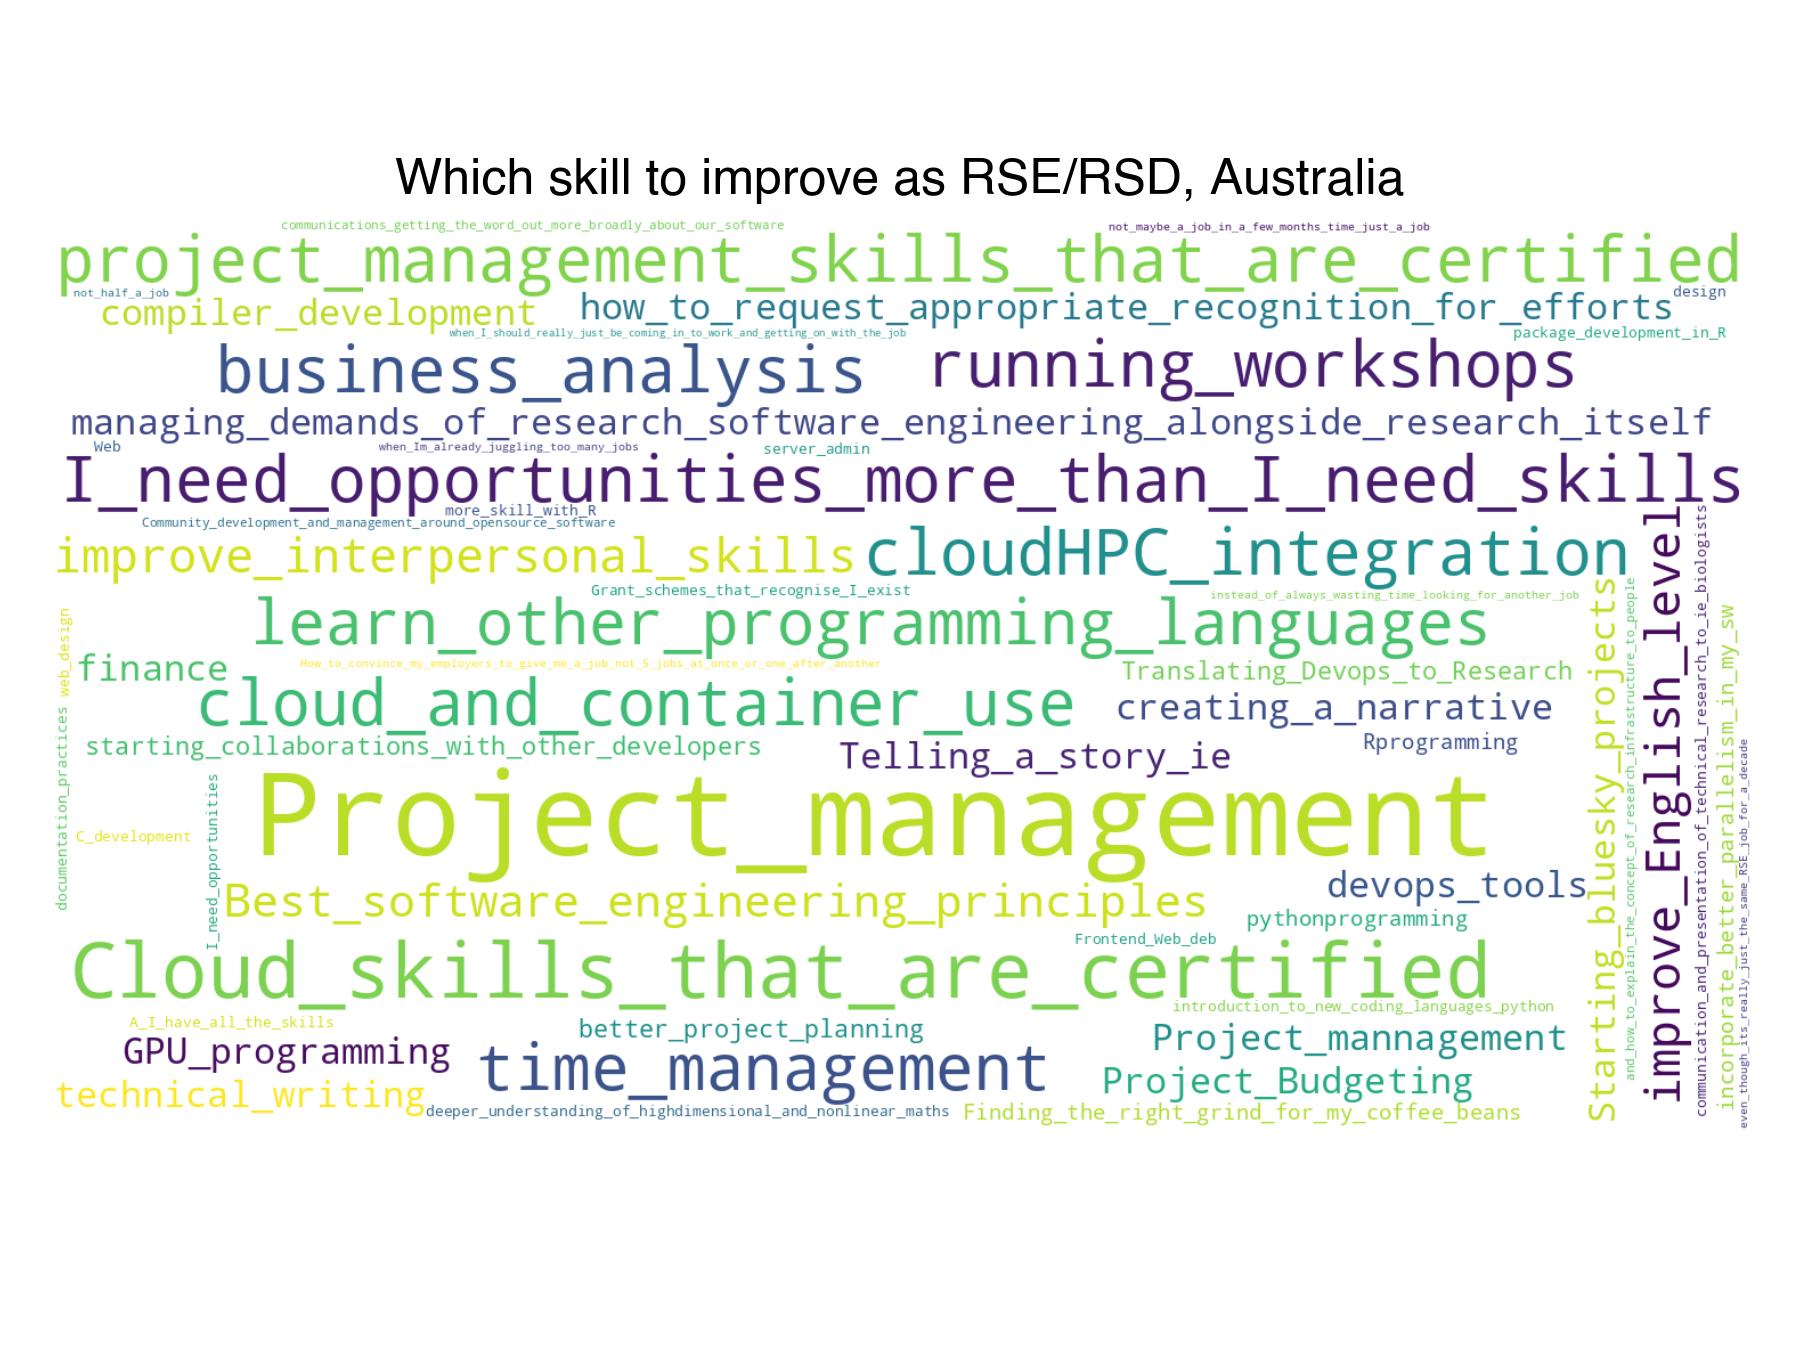 Which skill to improve as RSE/RSD, Australia
communications_getting_the_word_out_more_broadly_about_our_software
not_maybe_a_job_in_a_few_months_time_just_a_job
project_management_skills_that_are_certified
not_half_a_job
design
compiler_development
how_to_request_appropriate_recognition_for_efforts
when_I_should_really_just_be_coming_in_to_work_and_getting_on_with_the_job
package_development_in_R
business_analysis
running_workshops
managing_demands_of_research_software_engineering_alongside_research_itself
Web
when_Im_already_juggling_too_many_jobs
server_admin
I_need_opportunities_more_than_I_need_skills
more_skill_with_R
Community_development_and_management_around_opensource_software
improve_interpersonal_skills
cloudHPC_integration
Grant_schemes_that_recognise_I_exist
instead_of_always_wasting_time_looking_for_another_job
learn_other_programming_languages
web_design
finance
How_to_convince_my_employers_to_give_me_a_job_not_5_jobs_at_once_or_one_after_another
Translating_Devops_to_Research
cloud_and_container_use
creating_a_narrative
starting_collaborations_with_other_developers
Telling_a_story_ie
Rprogramming
documentation_practices
C_development
I_need_opportunities
Project_management
Best_software_engineering_principles
devops_tools
pythonprogramming
Frontend_Web_deb
Cloud_skills_that_are_certified
introduction_to_new_coding_languages_python
A_I_have_all_the_skills
better_project_planning
Project_mannagement
GPU_programming
time_management
Project_Budgeting
technical_writing
deeper_understanding_of_highdimensional_and_nonlinear_maths
Finding_the_right_grind_for_my_coffee_beans
Starting_bluesky_projects
and_how_to_explain_the_concept_of_research_infrastructure_to_people
improve_English_level
communication_and_presentation_of_technical_research_to_ie_biologists
incorporate_better_parallelism_in_my_sw
even_though_its_really_just_the_same_RSE_job_for_a_decade